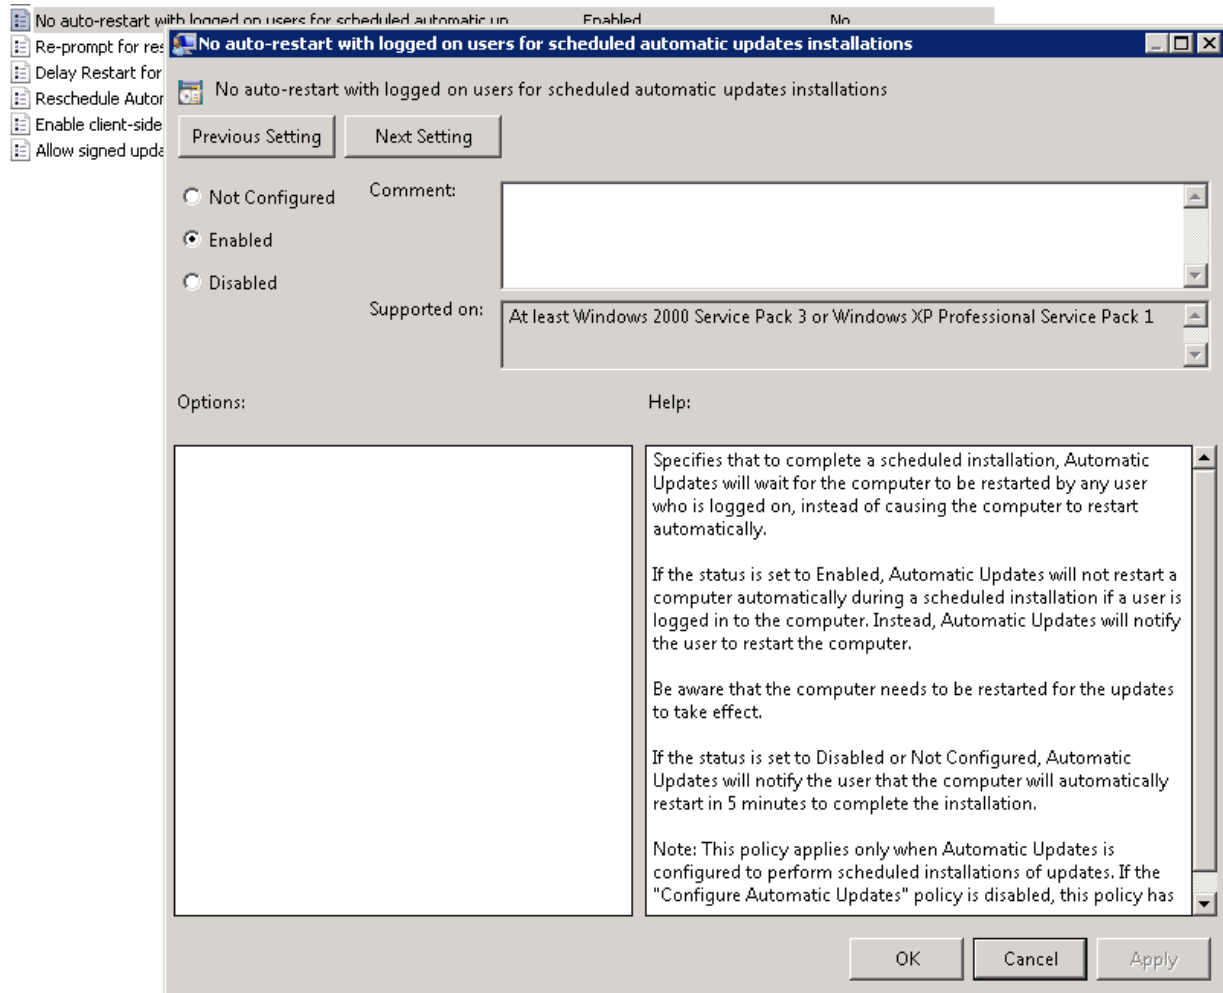 No auto-restart with logged on users for scheduled automatic up... Enabled No
Re-prompt for res
Delay Restart for
Reschedule Autor
Enable client-side
Allow signed upda
No auto-restart with logged on users for scheduled automatic updates installations
No auto-restart with logged on users for scheduled automatic updates installations
Previous Setting Next Setting
Not Configured
Enabled
Disabled
Comment:
Supported on:
At least Windows 2000 Service Pack 3 or Windows XP Professional Service Pack 1
Options:
Help:
Specifies that to complete a scheduled installation, Automatic
Updates will wait for the computer to be restarted by any user
who is logged on, instead of causing the computer to restart
automatically.
If the status is set to Enabled, Automatic Updates will not restart a
computer automatically during a scheduled installation if a user is
logged in to the computer. Instead, Automatic Updates will notify
the user to restart the computer.
Be aware that the computer needs to be restarted for the updates
to take effect.
If the status is set to Disabled or Not Configured, Automatic
Updates will notify the user that the computer will automatically
restart in 5 minutes to complete the installation.
Note: This policy applies only when Automatic Updates is
configured to perform scheduled installations of updates. If the
"Configure Automatic Updates" policy is disabled, this policy has
OK Cancel Apply